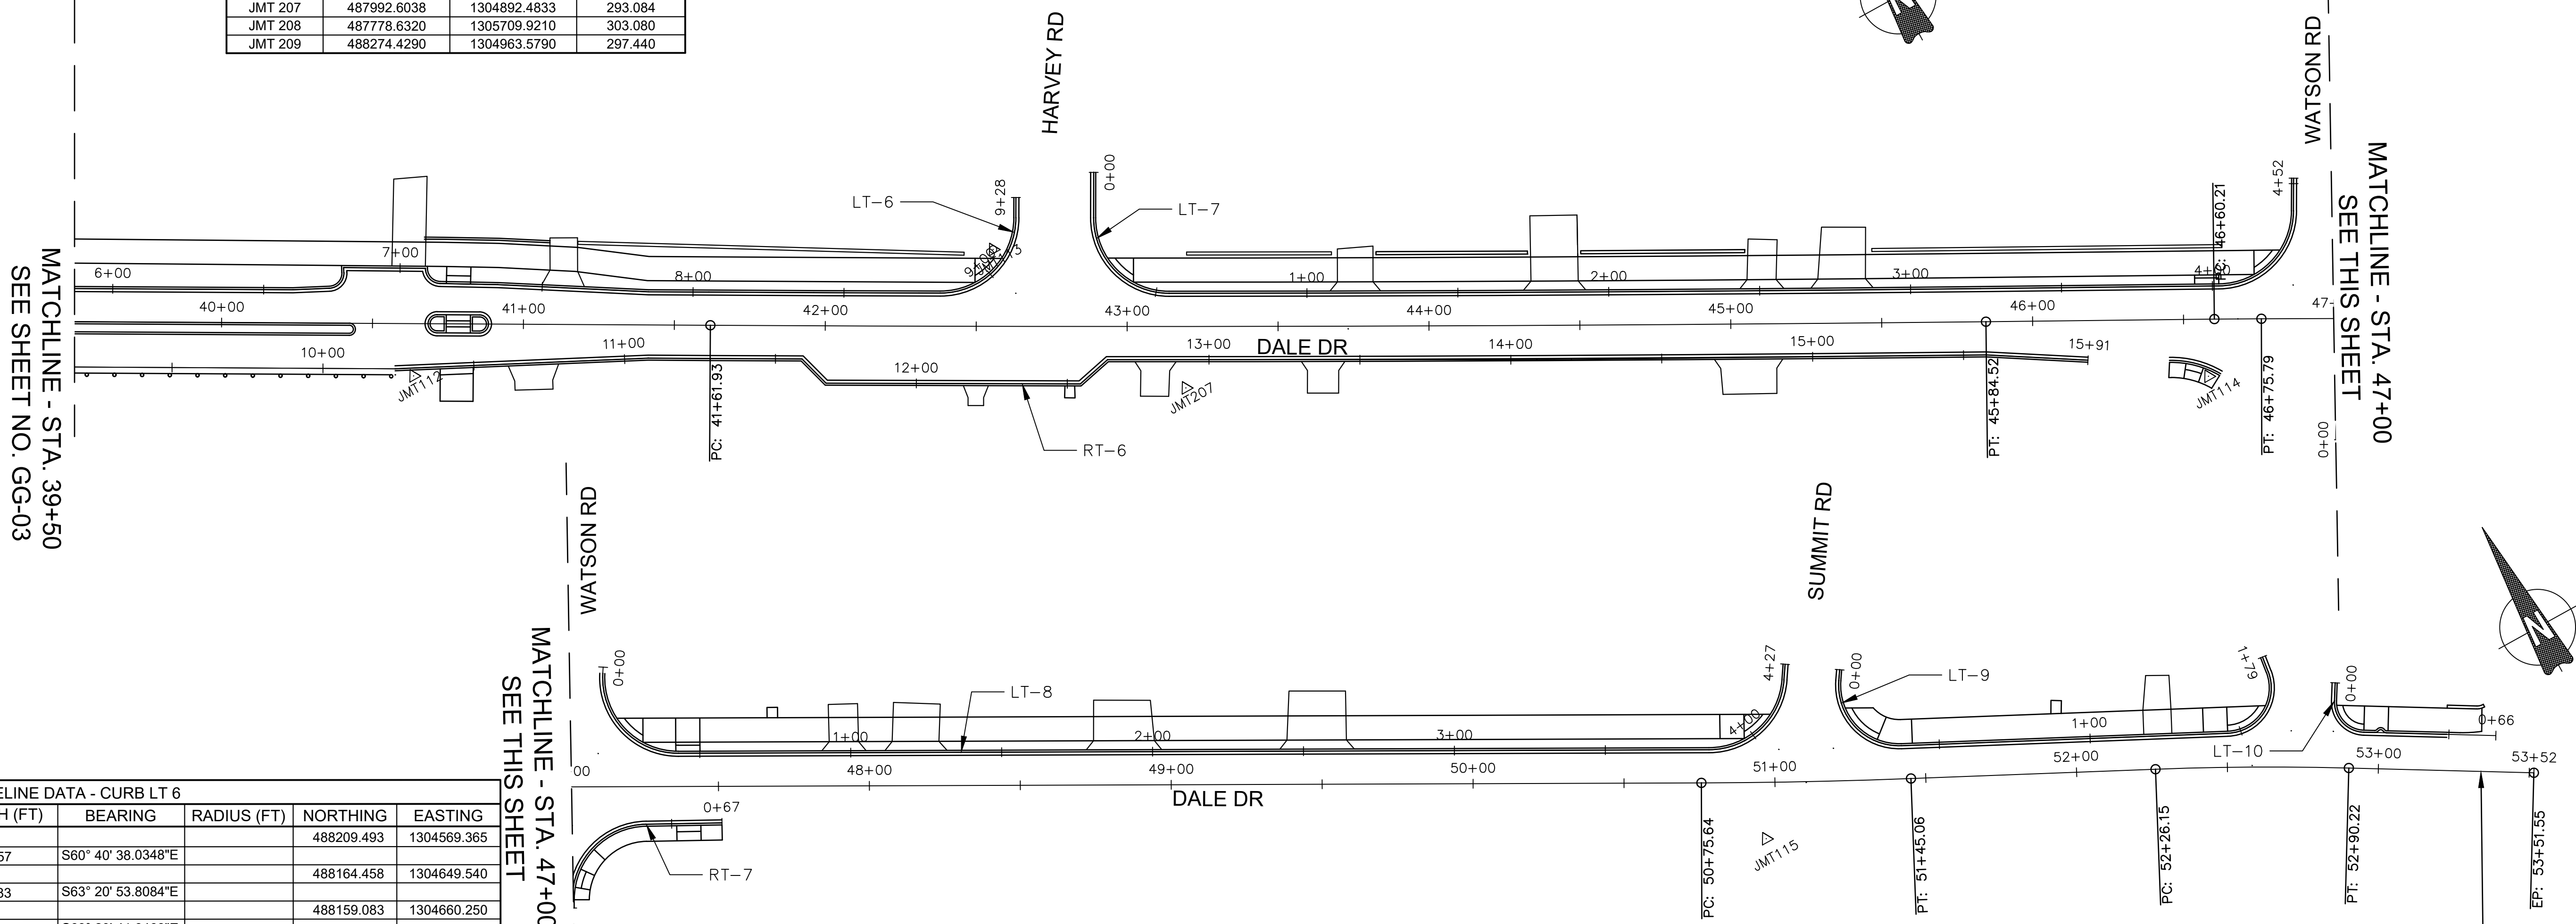 JMT 207 487992.6038 1304892.4833 293.084
JMT 208 487778.6320 1305709.9210 303.080
JMT 209 488274.4290 1304963.5790 297.440
HARVEY RD
WATSON RD
MATCHLINE - STA. 39+50
SEE SHEET NO. GG-03
MATCHLINE - STA. 47+00
SEE THIS SHEET
LT-6
9+28
0+00
LT-7
PC: 46+60.21
4+52
6+00
7+00
8+00
1+00
2+00
3+00
40+00
41+00
42+00
43+00
44+00
45+00
46+00
47-
10+00
11+00
12+00
13+00
DALE DR
14+00
15+00
15+91
JMT112
PC: 41+61.93
JMT207
RT-6
PT: 45+84.52
JMT114
PT: 46+75.79
0+00
WATSON RD
SUMMIT RD
N
MATCHLINE - STA. 47+00
SEE THIS SHEET
0+00
LT-8
4+27
0+00
LT-9
1+79
0+00
1+00
2+00
3+00
4+00
1+00
0+66
LT-10
00
48+00
49+00
50+00
51+00
52+00
53+00
53+52
DALE DR
0+67
RT-7
PC: 50+75.64
JMT115
PT: 51+45.06
PC: 52+26.15
PT: 52+90.22
EP: 53+51.55
ELINE DATA - CURB LT 6
H (FT) BEARING RADIUS (FT) NORTHING EASTING
488209.493 1304569.365
57 S60° 40' 38.0348"E
488164.458 1304649.540
33 S63° 20' 53.8084"E
488159.083 1304660.250